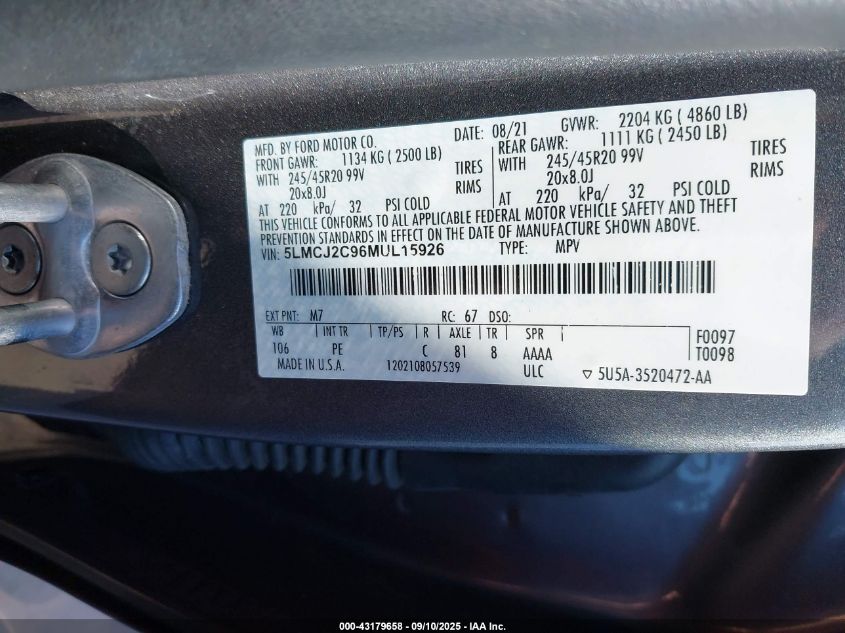 MFD. BY FORD MOTOR CO. DATE: 08/21 GVWR: 2204 KG ( 4860 LB)
FRONT GAWR: 1134 KG ( 2500 LB) REAR GAWR: 1111 KG ( 2450 LB)
WITH 245/45R20 99V TIRES WITH 245/45R20 99V TIRES
20x8.0J RIMS 20x8.0J RIMS
AT 220 kPa/ 32 PSI COLD AT 220 kPa/ 32 PSI COLD
THIS VEHICLE CONFORMS TO ALL APPLICABLE FEDERAL MOTOR VEHICLE SAFETY AND THEFT
PREVENTION STANDARDS IN EFFECT ON THE DATE OF MANUFACTURE SHOWN ABOVE.
VIN: 5LMCJ2C96MUL15926 TYPE: MPV
EXT PNT: M7 RC: 67 DSO:
WB INT TR TP/PS R AXLE TR SPR F0097
106 PE C 81 8 AAAA T0098
MADE IN U.S.A. 1202108057539 ULC ▽ 5U5A-3520472-AA
000-43179658 - 09/10/2025 - IAA Inc.